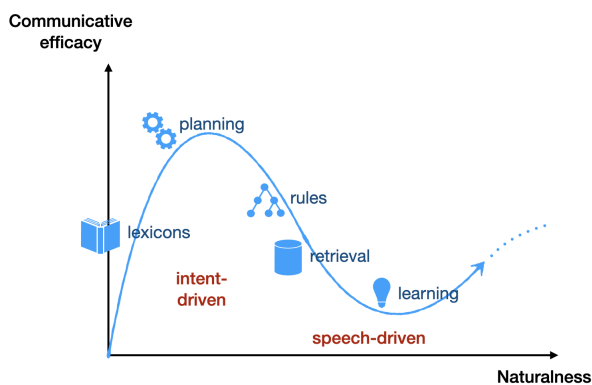 Communicative
efficacy
planning
rules
lexicons
retrieval
intent-
driven
learning
speech-driven
Naturalness